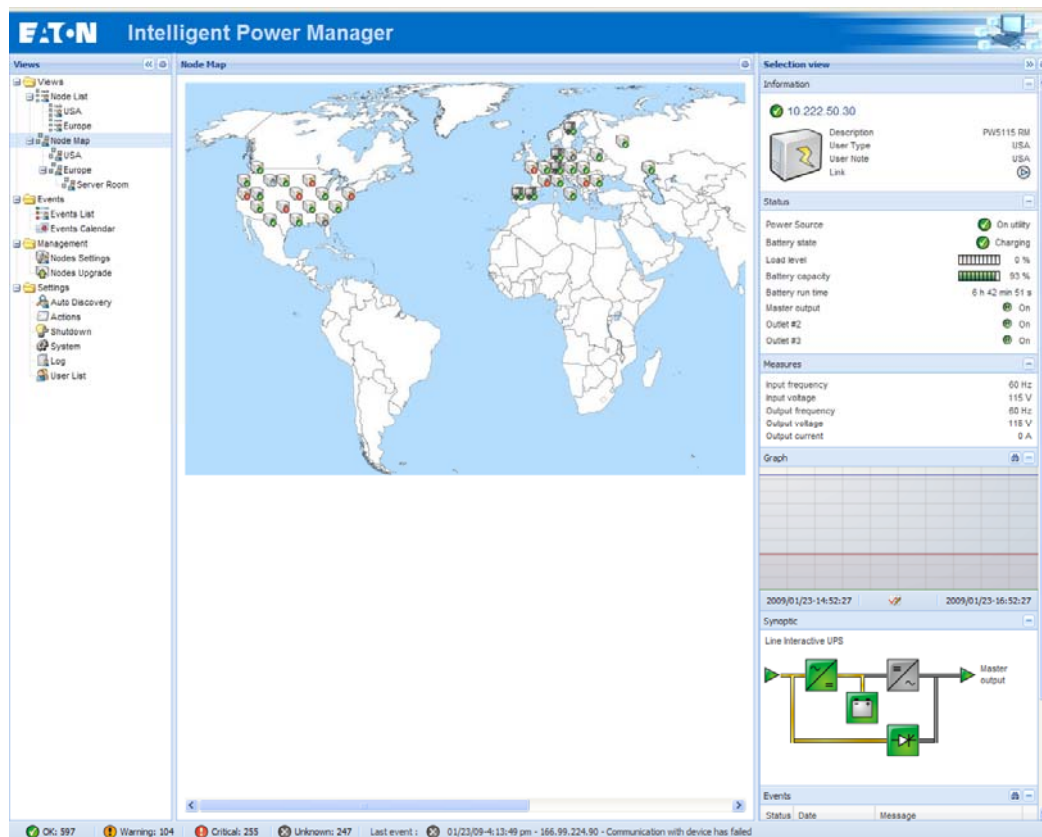 EATON Intelligent Power Manager
Views
Views
Node List
USA
Europe
Node Map
USA
Europe
Server Room
Events
Events List
Events Calendar
Management
Nodes Settings
Nodes Upgrade
Settings
Auto Discovery
Actions
Shutdown
System
Log
User List
Node Map
Selection view
Information
10.222.50.30
Description PW5115 RM
User Type USA
User Note USA
Link
Status
Power Source On utility
Battery state Charging
Load level 0 %
Battery capacity 93 %
Battery run time 6 h 42 min 51 s
Master output On
Outlet #2 On
Outlet #3 On
Measures
Input frequency 60 Hz
Input voltage 115 V
Output frequency 60 Hz
Output voltage 115 V
Output current 0 A
Graph
2009/01/23-14:52:27 2009/01/23-16:52:27
Synoptic
Line Interactive UPS
Master
output
Events
Status Date Message
OK: 597 Warning: 104 Critical: 255 Unknown: 247 Last event : 01/23/09-4:13:49 pm - 166.99.224.90 - Communication with device has failed